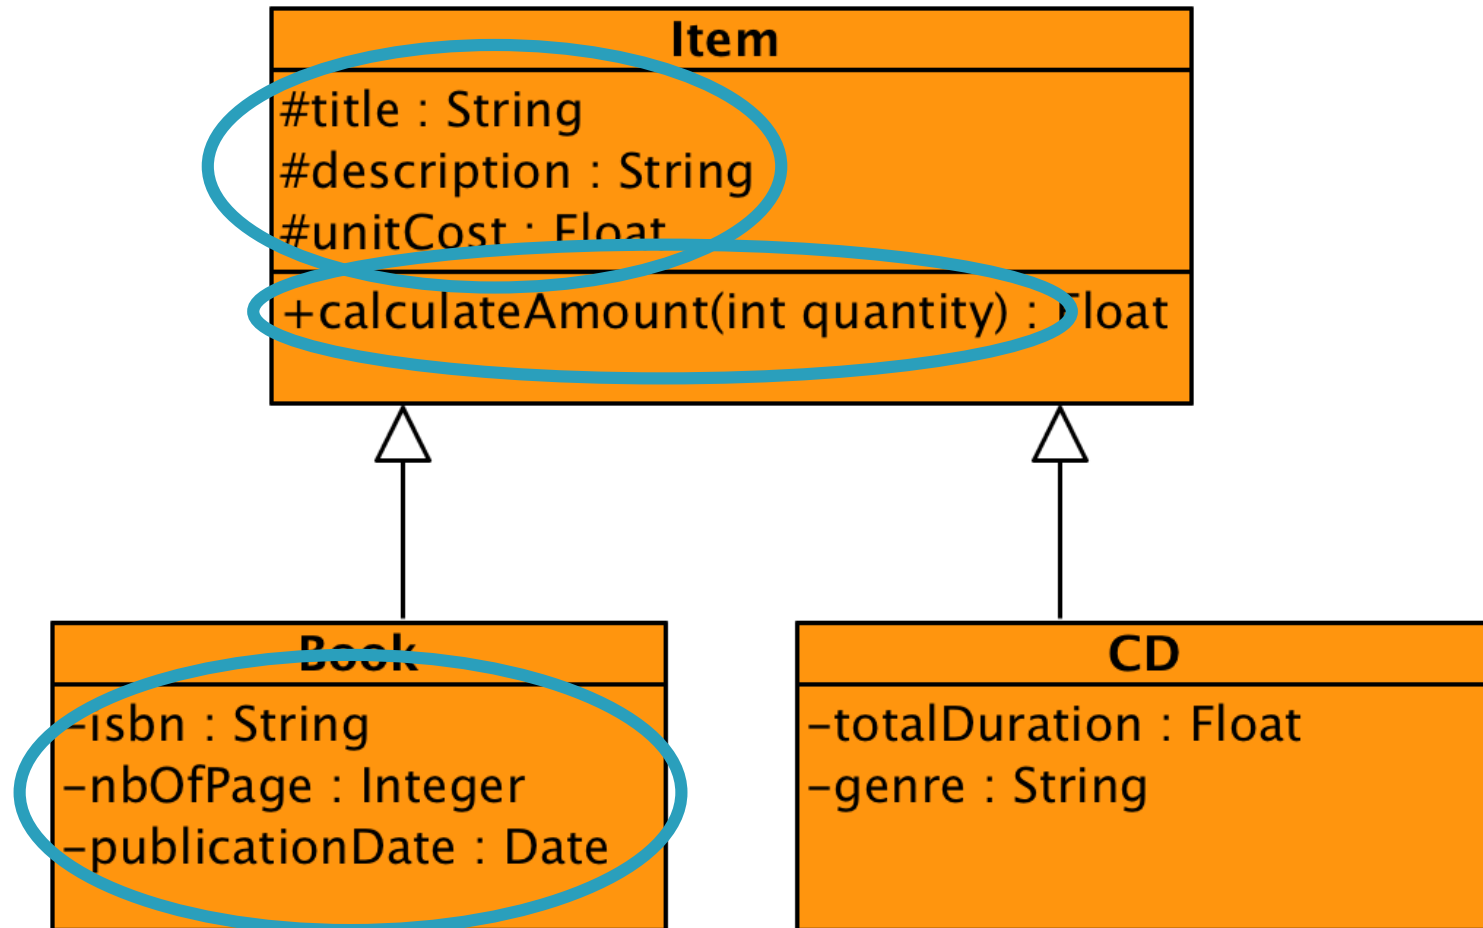 Item
#title : String
#description : String
#unitCost : Float
+calculateAmount(int quantity) : Float
Book
–isbn : String
–nbOfPage : Integer
–publicationDate : Date
CD
–totalDuration : Float
–genre : String